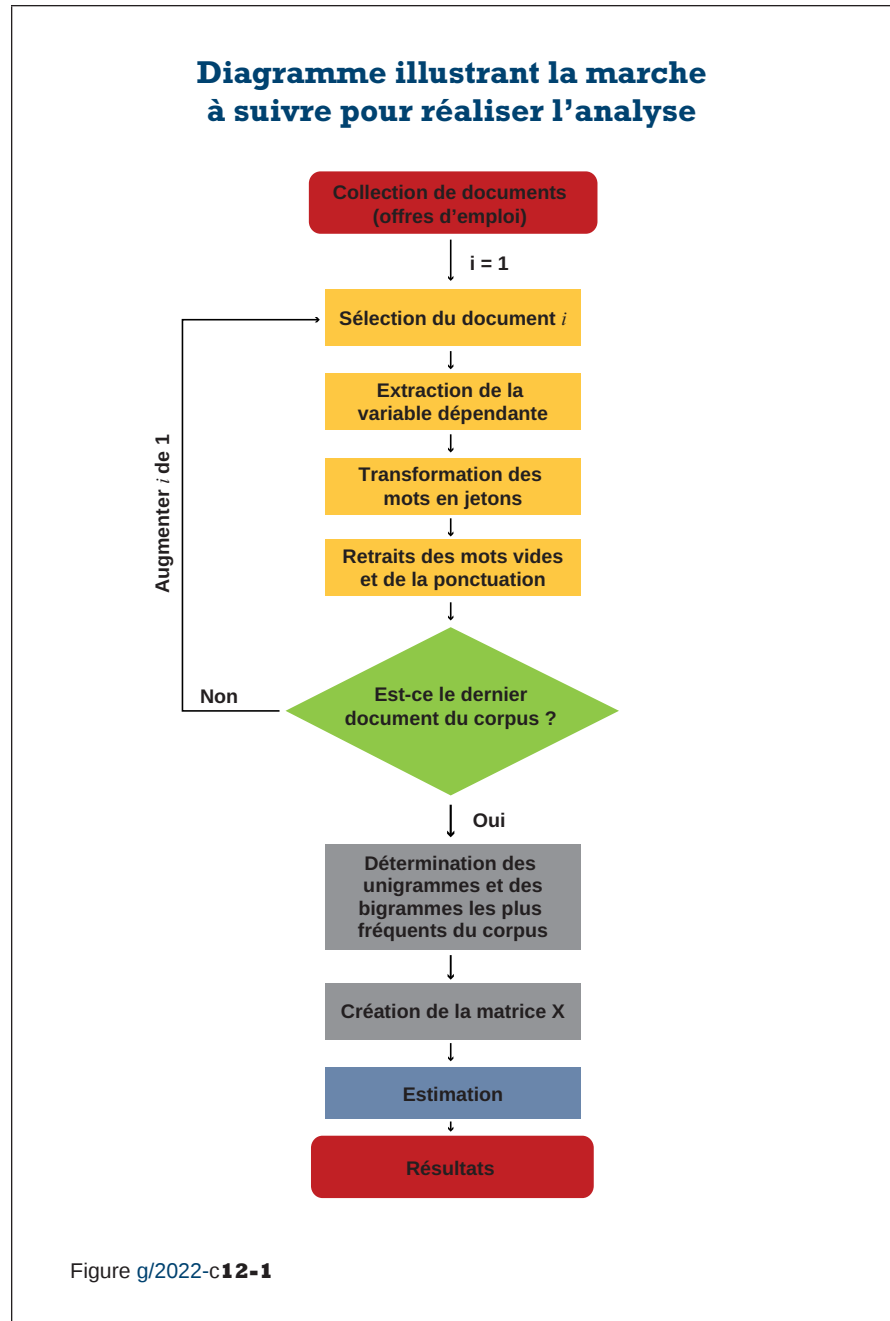 Diagramme illustrant la marche
à suivre pour réaliser l'analyse
Collection de documents
(offres d'emploi)
i = 1
Sélection du document i
Extraction de la
variable dépendante
Transformation des
mots en jetons
Retraits des mots vides
et de la ponctuation
Augmenter i de 1
Est-ce le dernier
document du corpus ?
Non
Oui
Détermination des
unigrammes et des
bigrammes les plus
fréquents du corpus
Création de la matrice X
Estimation
Résultats
Figure g/2022-c12-1